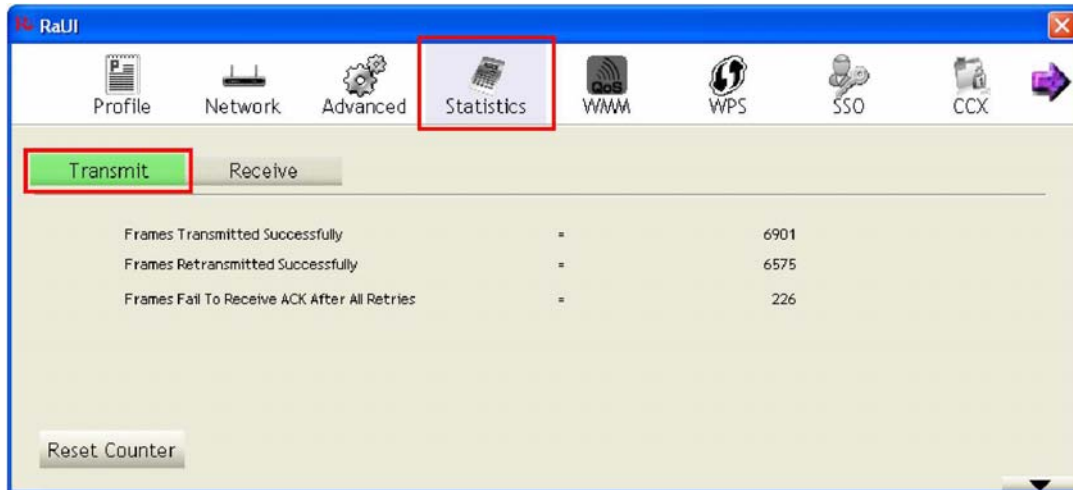 RaUI
Profile Network Advanced Statistics QoS WMM WPS SSO CCX
Transmit Receive
Frames Transmitted Successfully = 6901
Frames Retransmitted Successfully = 6575
Frames Fail To Receive ACK After All Retries = 226
Reset Counter